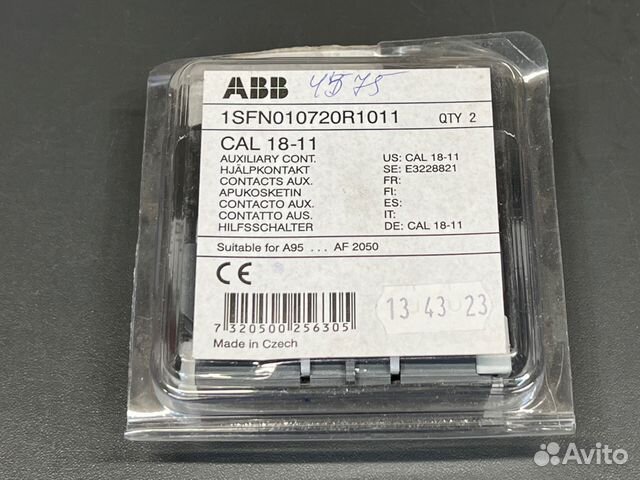 ABB 4575
1SFN010720R1011 QTY 2
CAL 18-11
AUXILIARY CONT. US: CAL 18-11
HJÄLPKONTAKT SE: E3228821
CONTACTS AUX. FR:
APUKOSKETIN FI:
CONTACTO AUX. ES:
CONTATTO AUS. IT:
HILFSSCHALTER DE: CAL 18-11
Suitable for A95 ... AF 2050
CE
13 43 23
7 320500 256305
Made in Czech
Avito